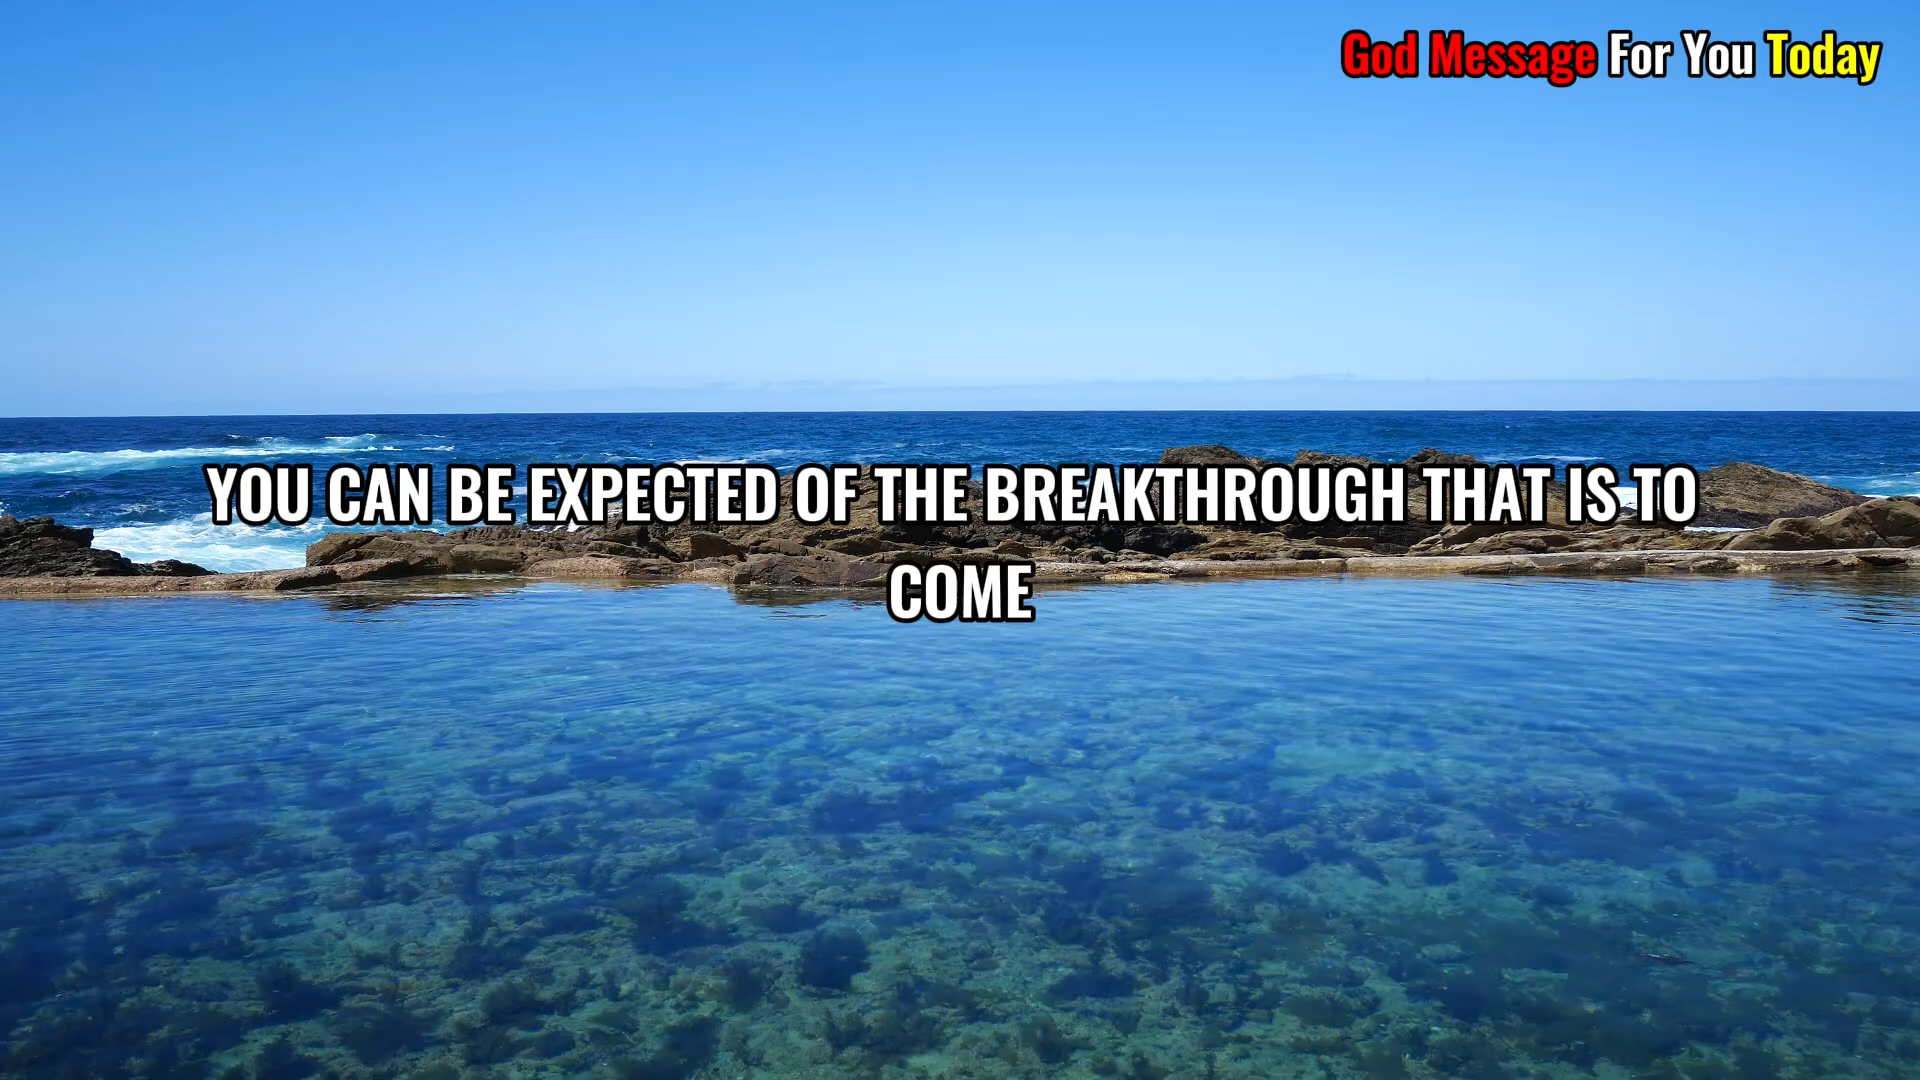 God Message For You Today
YOU CAN BE EXPECTED OF THE BREAKTHROUGH THAT IS TO
COME